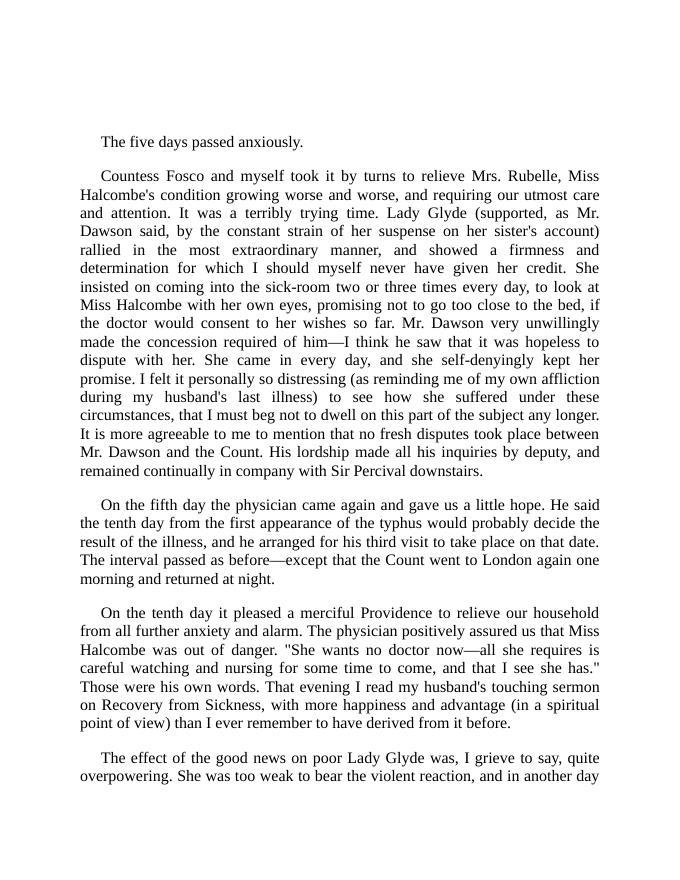 The five days passed anxiously.
Countess Fosco and myself took it by turns to relieve Mrs. Rubelle, Miss
Halcombe's condition growing worse and worse, and requiring our utmost care
and attention. It was a terribly trying time. Lady Glyde (supported, as Mr.
Dawson said, by the constant strain of her suspense on her sister's account)
rallied in the most extraordinary manner, and showed a firmness and
determination for which I should myself never have given her credit. She
insisted on coming into the sick-room two or three times every day, to look at
Miss Halcombe with her own eyes, promising not to go too close to the bed, if
the doctor would consent to her wishes so far. Mr. Dawson very unwillingly
made the concession required of him—I think he saw that it was hopeless to
dispute with her. She came in every day, and she self-denyingly kept her
promise. I felt it personally so distressing (as reminding me of my own affliction
during my husband's last illness) to see how she suffered under these
circumstances, that I must beg not to dwell on this part of the subject any longer.
It is more agreeable to me to mention that no fresh disputes took place between
Mr. Dawson and the Count. His lordship made all his inquiries by deputy, and
remained continually in company with Sir Percival downstairs.
On the fifth day the physician came again and gave us a little hope. He said
the tenth day from the first appearance of the typhus would probably decide the
result of the illness, and he arranged for his third visit to take place on that date.
The interval passed as before—except that the Count went to London again one
morning and returned at night.
On the tenth day it pleased a merciful Providence to relieve our household
from all further anxiety and alarm. The physician positively assured us that Miss
Halcombe was out of danger. "She wants no doctor now—all she requires is
careful watching and nursing for some time to come, and that I see she has."
Those were his own words. That evening I read my husband's touching sermon
on Recovery from Sickness, with more happiness and advantage (in a spiritual
point of view) than I ever remember to have derived from it before.
The effect of the good news on poor Lady Glyde was, I grieve to say, quite
overpowering. She was too weak to bear the violent reaction, and in another day